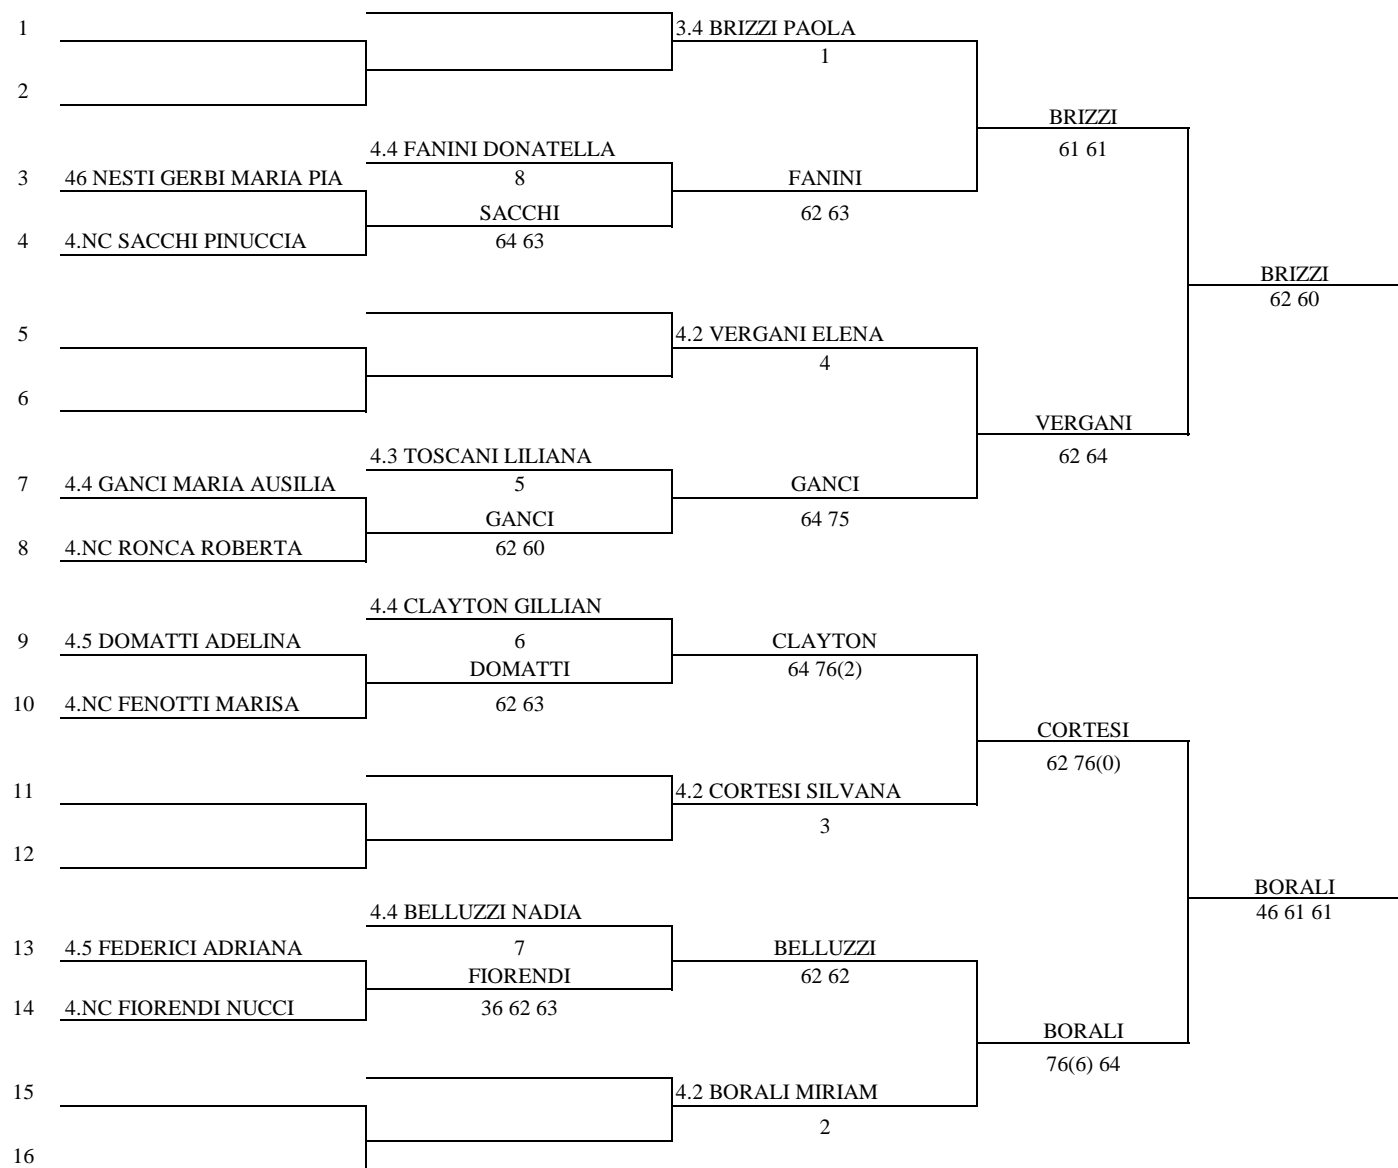 1
3.4 BRIZZI PAOLA
1
2
BRIZZI
61 61
4.4 FANINI DONATELLA
3
46 NESTI GERBI MARIA PIA
8
FANINI
SACCHI
62 63
4
4.NC SACCHI PINUCCIA
64 63
BRIZZI
62 60
5
4.2 VERGANI ELENA
4
6
VERGANI
62 64
4.3 TOSCANI LILIANA
7
4.4 GANCI MARIA AUSILIA
5
GANCI
GANCI
64 75
8
4.NC RONCA ROBERTA
62 60
4.4 CLAYTON GILLIAN
9
4.5 DOMATTI ADELINA
6
CLAYTON
DOMATTI
64 76(2)
10
4.NC FENOTTI MARISA
62 63
CORTESI
62 76(0)
11
4.2 CORTESI SILVANA
3
12
BORALI
46 61 61
4.4 BELLUZZI NADIA
13
4.5 FEDERICI ADRIANA
7
BELLUZZI
FIORENDI
62 62
14
4.NC FIORENDI NUCCI
36 62 63
BORALI
76(6) 64
15
4.2 BORALI MIRIAM
2
16